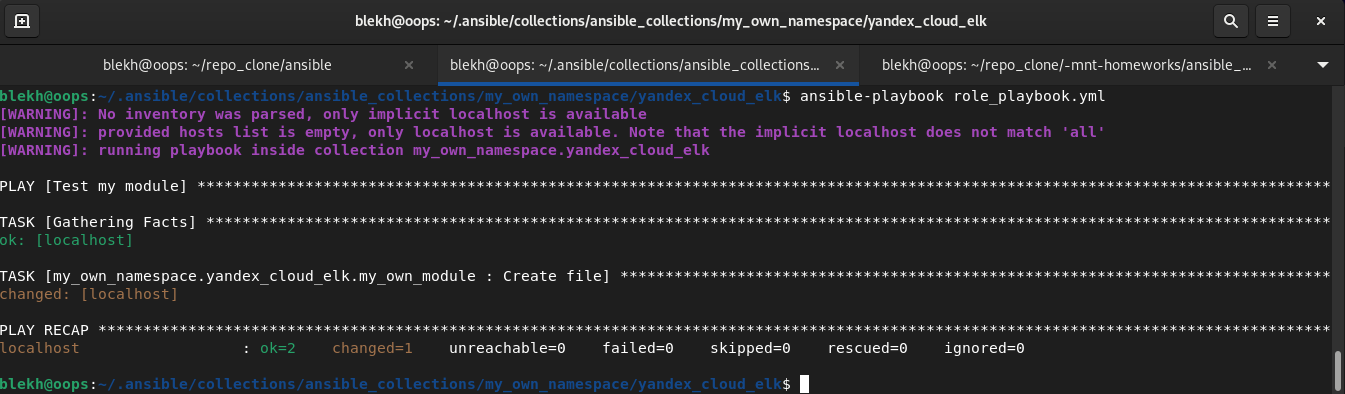 blekh@oops: ~/.ansible/collections/ansible_collections/my_own_namespace/yandex_cloud_elk
blekh@oops: ~/repo_clone/ansible
blekh@oops: ~/.ansible/collections/ansible_collections...
blekh@oops: ~/repo_clone/-mnt-homeworks/ansible_...
blekh@oops:~/.ansible/collections/ansible_collections/my_own_namespace/yandex_cloud_elk$ ansible-playbook role_playbook.yml
[WARNING]: No inventory was parsed, only implicit localhost is available
[WARNING]: provided hosts list is empty, only localhost is available. Note that the implicit localhost does not match 'all'
[WARNING]: running playbook inside collection my_own_namespace.yandex_cloud_elk
PLAY [Test my module] ******************************************************************************************************************************
TASK [Gathering Facts] *****************************************************************************************************************************
ok: [localhost]
TASK [my_own_namespace.yandex_cloud_elk.my_own_module : Create file] *******************************************************************************
changed: [localhost]
PLAY RECAP *****************************************************************************************************************************************
localhost                  : ok=2    changed=1    unreachable=0    failed=0    skipped=0    rescued=0    ignored=0
blekh@oops:~/.ansible/collections/ansible_collections/my_own_namespace/yandex_cloud_elk$